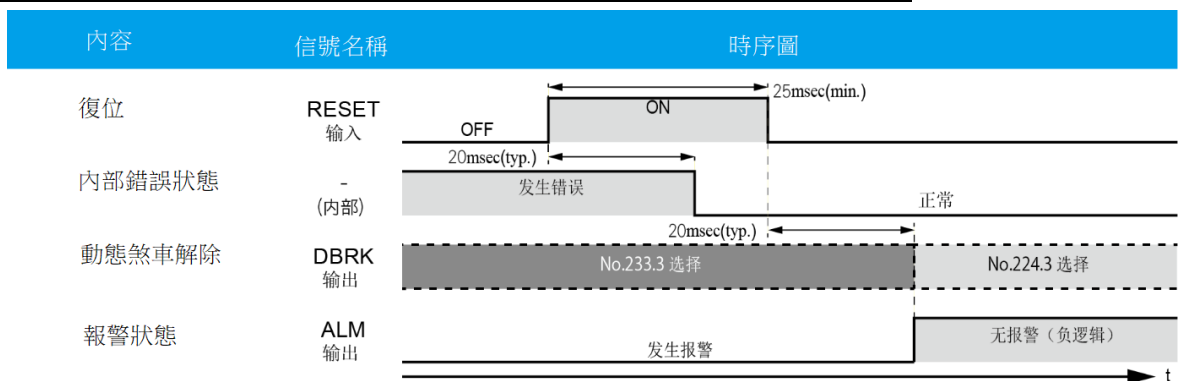 內容 信號名稱 時序圖
復位 RESET 输入 OFF ON 25msec(min.)
內部錯誤狀態 - (内部) 20msec(typ.) 发生错误 正常
動態煞車解除 DBRK 输出 20msec(typ.) No.233.3 选择 No.224.3 选择
報警狀態 ALM 输出 发生报警 无报警（负逻辑）
t